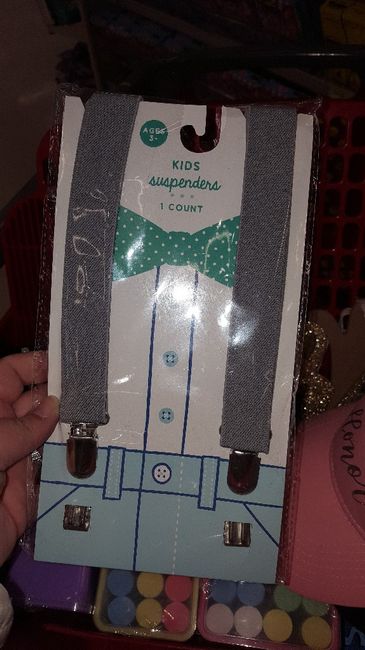 AGES
3+
KIDS
suspenders
1 COUNT